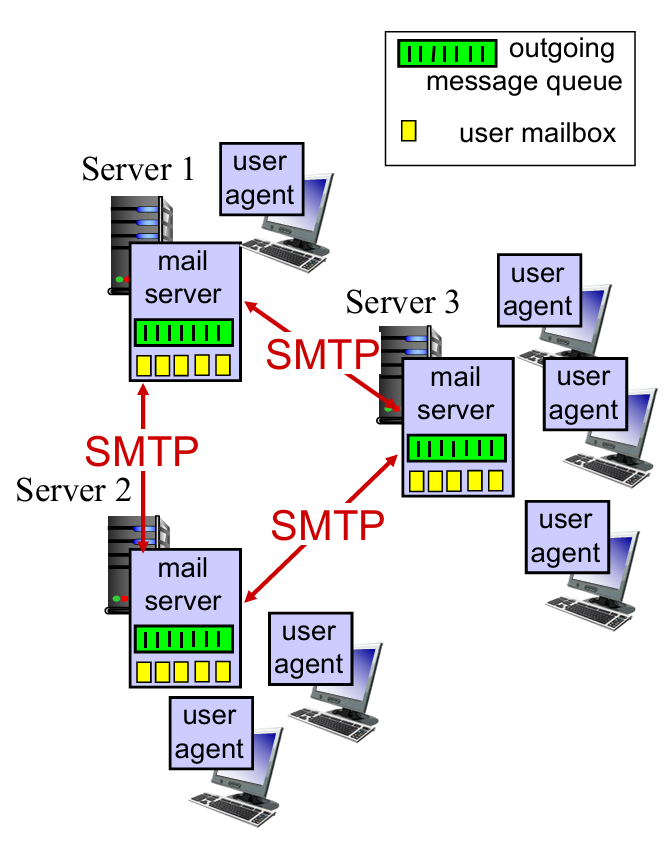 outgoing
message queue
user mailbox
Server 1
user
agent
mail
server
SMTP
Server 3
user
agent
mail
server
user
agent
SMTP
Server 2
SMTP
user
agent
mail
server
user
agent
user
agent